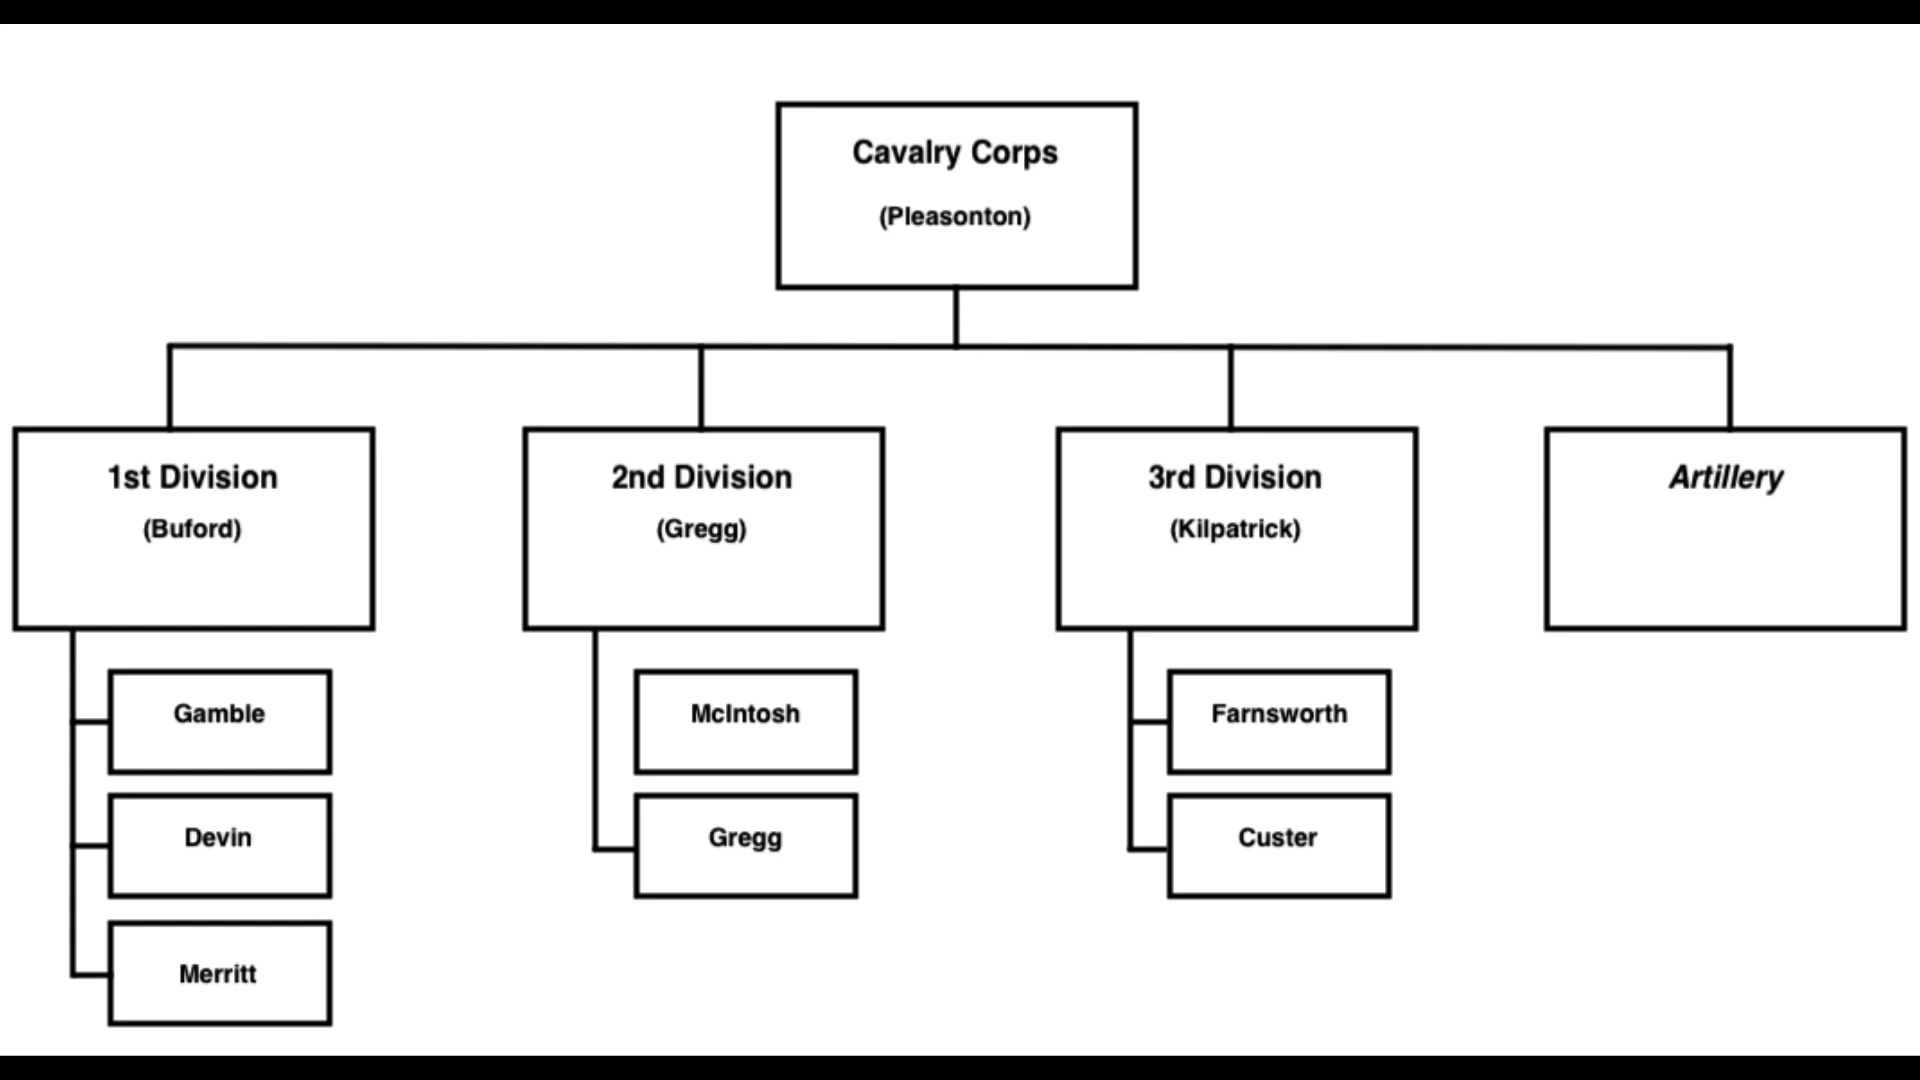 Cavalry Corps
(Pleasonton)
1st Division
(Buford)
2nd Division
(Gregg)
3rd Division
(Kilpatrick)
Artillery
Gamble
Devin
Merritt
McIntosh
Gregg
Farnsworth
Custer